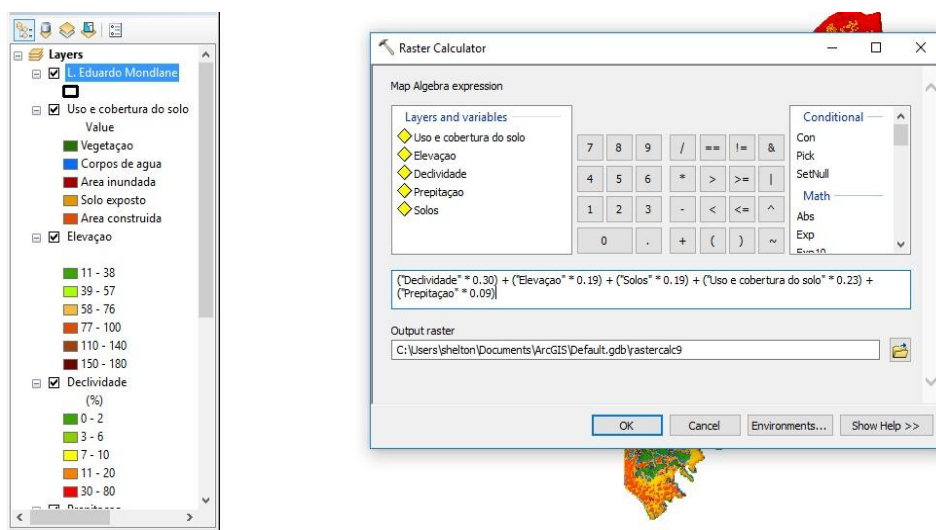 Layers
L. Eduardo Mondlane
Uso e cobertura do solo
Value
Vegetaçao
Corpos de agua
Area inundada
Solo exposto
Area construida
Elevaçao
11 - 38
39 - 57
58 - 76
77 - 100
110 - 140
150 - 180
Declividade
(%)
0 - 2
3 - 6
7 - 10
11 - 20
30 - 80
Raster Calculator
Map Algebra expression
Layers and variables
Uso e cobertura do solo
Elevaçao
Declividade
Prepitaçao
Solos
7 8 9 / == != &
4 5 6 * > >= |
1 2 3 - < <= ^
0 . + ( ) ~
Conditional
Con
Pick
SetNull
Math
Abs
Exp
Exp10
("Declividade" * 0.30) + ("Elevaçao" * 0.19) + ("Solos" * 0.19) + ("Uso e cobertura do solo" * 0.23) +
("Prepitaçao" * 0.09)
Output raster
C:\Users\shelton\Documents\ArcGIS\Default.gdb\rastercalc9
OK Cancel Environments... Show Help >>